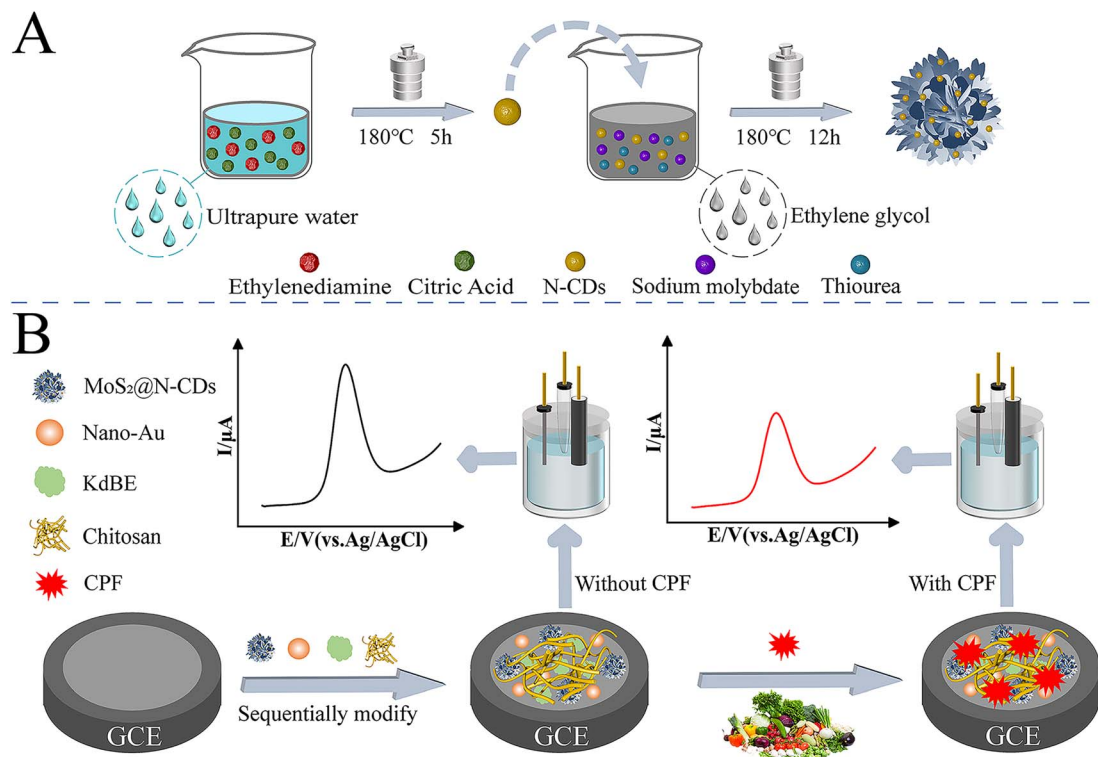 A
180℃ 5h
180℃ 12h
Ultrapure water
Ethylene glycol
Ethylenediamine
Citric Acid
N-CDs
Sodium molybdate
Thiourea
B
MoS₂@N-CDs
Nano-Au
KdBE
Chitosan
CPF
I/μA
E/V(vs.Ag/AgCl)
I/μA
E/V(vs.Ag/AgCl)
Without CPF
With CPF
Sequentially modify
GCE
GCE
GCE